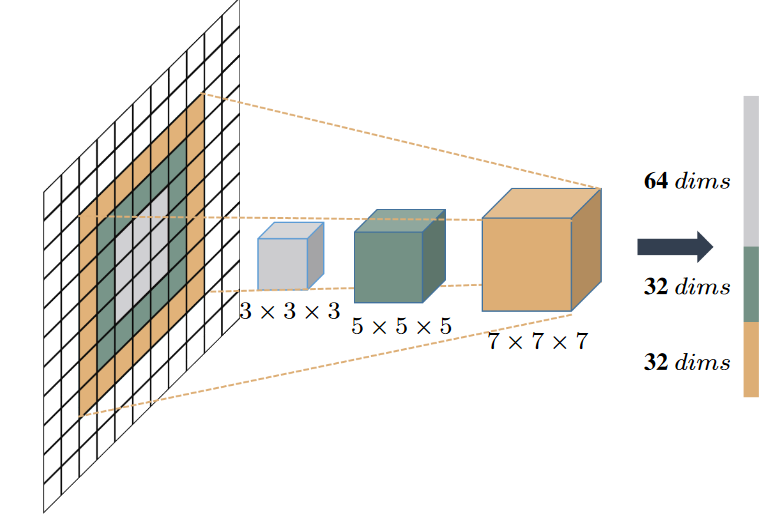 64 dims
3 × 3 × 3
5 × 5 × 5
7 × 7 × 7
32 dims
32 dims